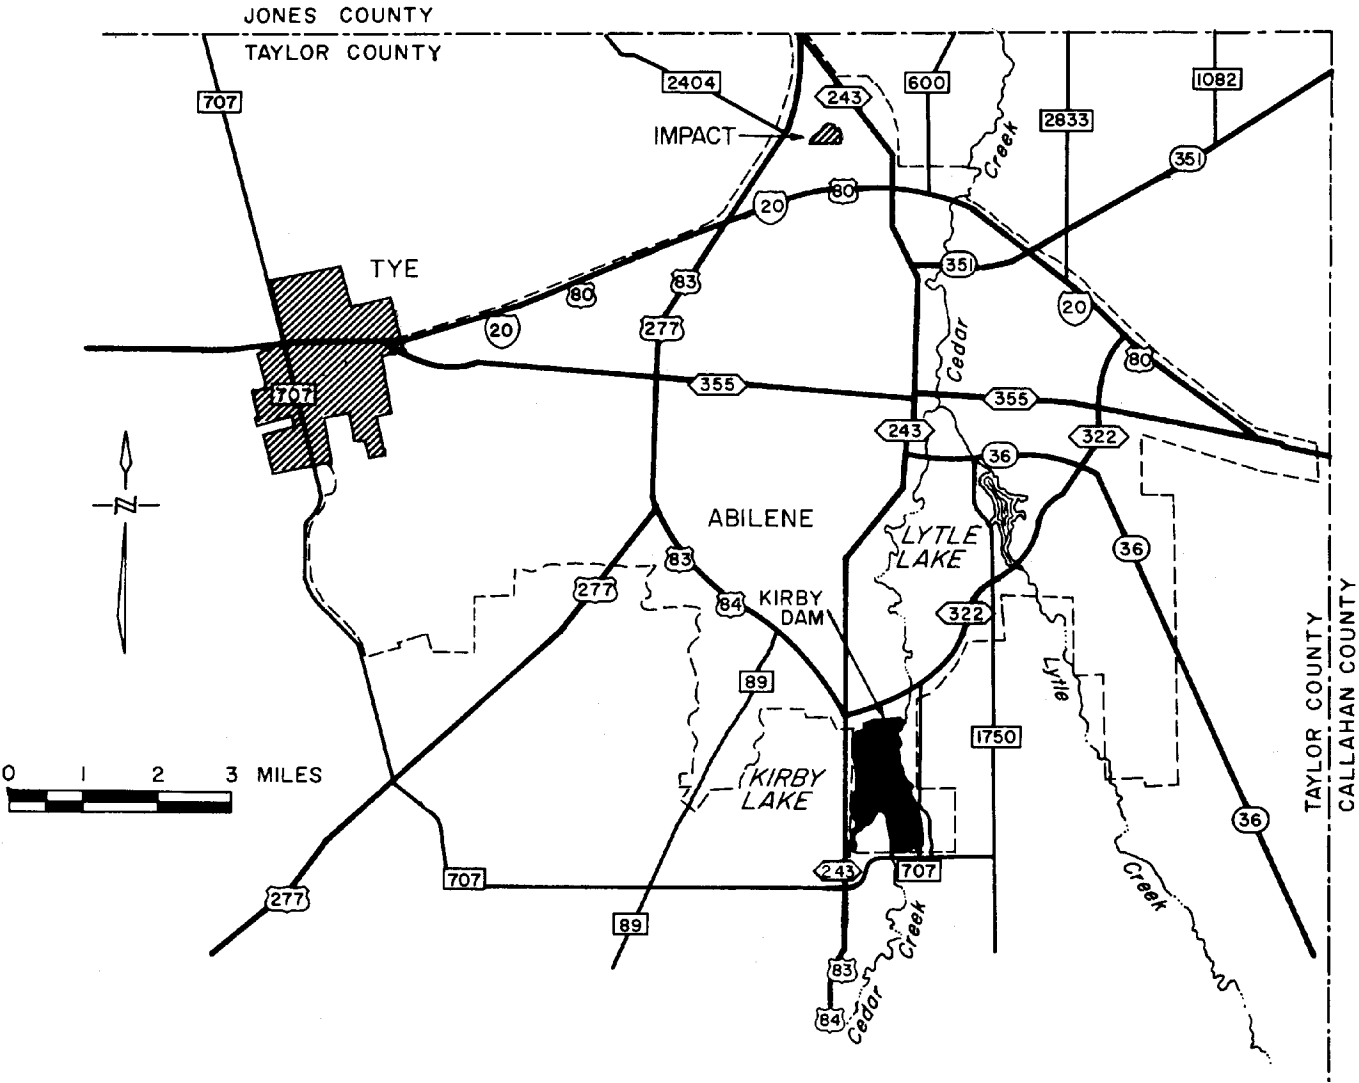 JONES COUNTY
TAYLOR COUNTY
707
2404
243
600
1082
2833
IMPACT
Creek
351
80
20
TYE
351
83
80
20
277
20
Cedar
80
707
355
355
243
322
36
N
ABILENE
LYTLE
LAKE
36
83
277
84
KIRBY
DAM
322
TAYLOR COUNTY
CALLAHAN COUNTY
89
Lytle
1750
0 1 2 3 MILES
KIRBY
LAKE
36
707
243
707
Creek
277
89
Creek
83
Cedar
84